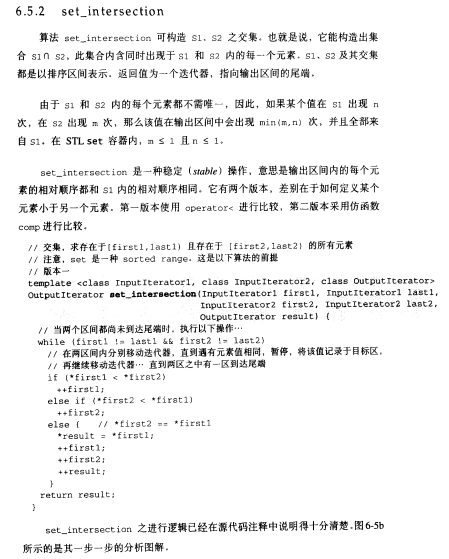 6.5.2 set_intersection
算法 set_intersection 可构造 S1、S2 之交集。也就是说，它能构造出集
合 S1∩ S2，此集合内含同时出现于 S1 和 S2 内的每一个元素。S1、S2 及其交集
都是以排序区间表示。返回值为一个迭代器，指向输出区间的尾端。
由于 S1 和 S2 内的每个元素都不需唯一，因此，如果某个值在 S1 出现 n
次，在 S2 出现 m 次，那么该值在输出区间中会出现 min(m,n) 次，并且全部来
自 S1。在 STL set 容器内，m ≤ 1 且 n ≤ 1。
set_intersection 是一种稳定（stable）操作，意思是输出区间内的每个元
素的相对顺序都和 S1 内的相对顺序相同。它有两个版本，差别在于如何定义某个
元素小于另一个元素。第一版本使用 operator< 进行比较，第二版本采用仿函数
comp 进行比较。
// 交集，求存在于[first1,last1) 且存在于 [first2,last2) 的所有元素
// 注意，set 是一种 sorted range。这是以下算法的前提
// 版本一
template <class InputIterator1, class InputIterator2, class OutputIterator>
OutputIterator set_intersection(InputIterator1 first1, InputIterator1 last1,
InputIterator2 first2, InputIterator2 last2,
OutputIterator result) {
// 当两个区间都尚未到达尾端时，执行以下操作…
while (first1 != last1 && first2 != last2)
// 在两区间内分别移动迭代器，直到遇有元素值相同，暂停，将该值记录于目标区，
// 再继续移动迭代器… 直到两区之中有一区到达尾端
if (*first1 < *first2)
++first1;
else if (*first2 < *first1)
++first2;
else { // *first2 == *first1
*result = *first1;
++first1;
++first2;
++result;
}
return result;
}
set_intersection 之进行逻辑已经在源代码注释中说明得十分清楚。图6-5b
所示的是其一步一步的分析图解。